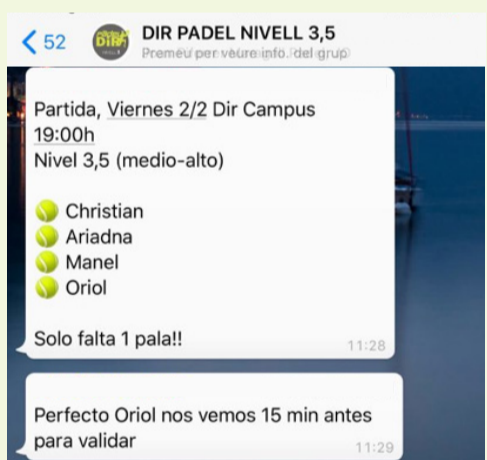 52
DiR
DIR PADEL NIVELL 3,5
Premeu per veure info. del grup
Partida, Viernes 2/2 Dir Campus
19:00h
Nivel 3,5 (medio-alto)
Christian
Ariadna
Manel
Oriol
Solo falta 1 pala!!
11:28
Perfecto Oriol nos vemos 15 min antes
para validar
11:29